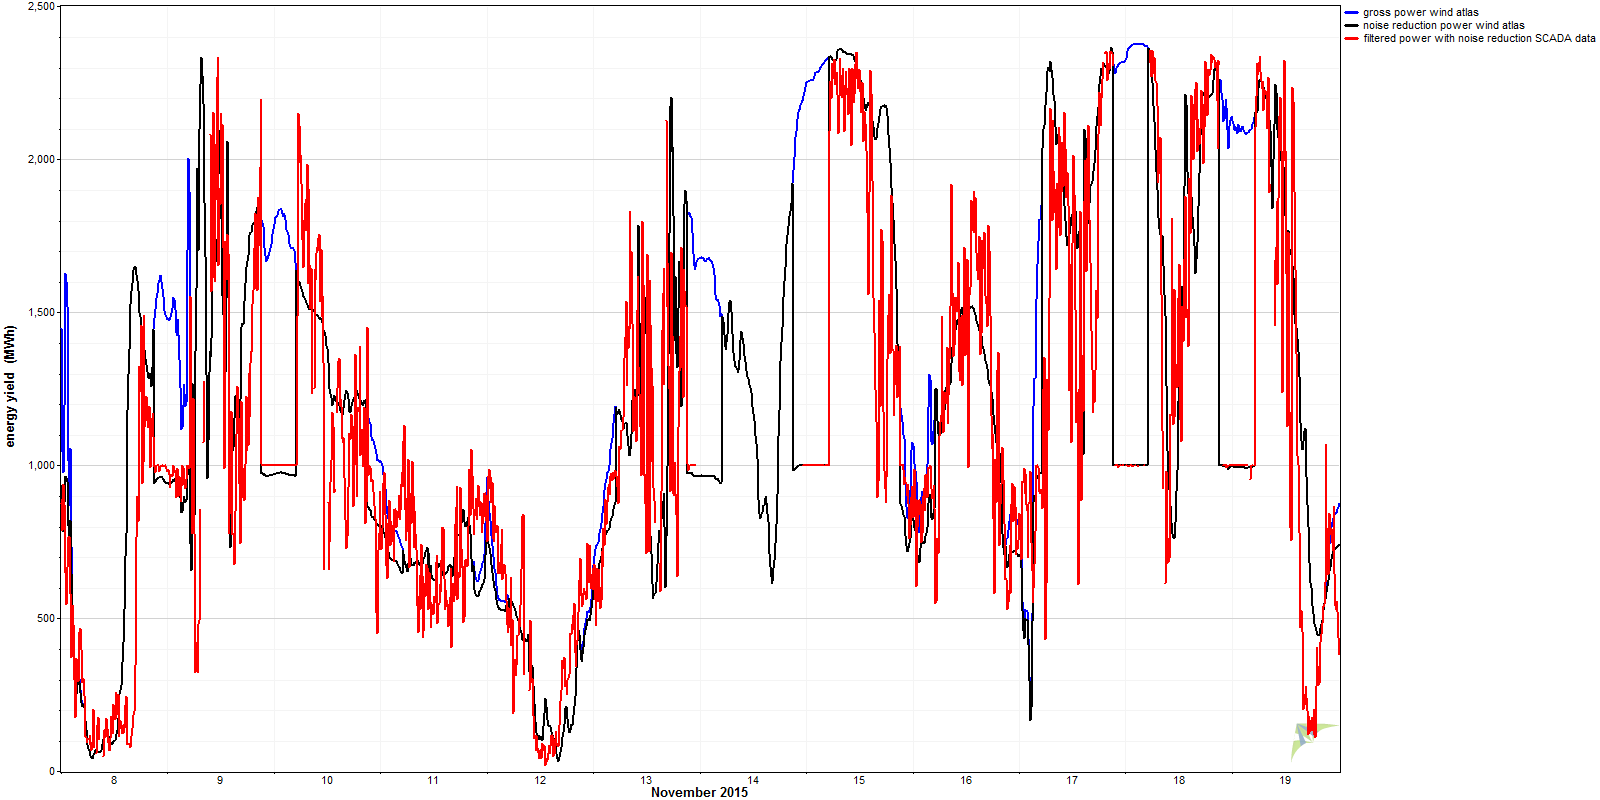 2,500
2,000
1,500
1,000
500
0
energy yield (MWh)
8 9 10 11 12 13 14 15 16 17 18 19
November 2015
gross power wind atlas
noise reduction power wind atlas
filtered power with noise reduction SCADA data